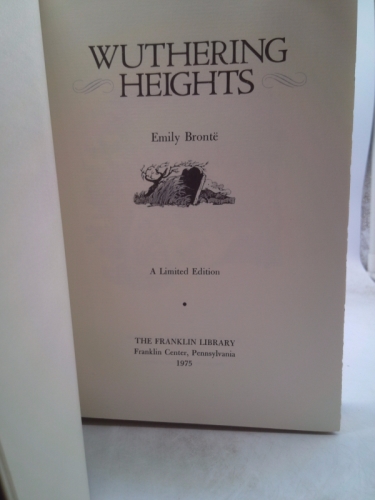 WUTHERING
HEIGHTS
Emily Brontë
A Limited Edition
THE FRANKLIN LIBRARY
Franklin Center, Pennsylvania
1975